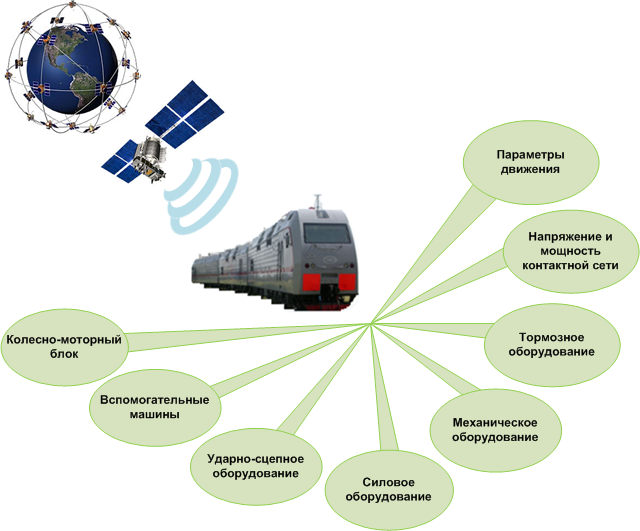 Параметры
движения
Напряжение и
мощность
контактной сети
Тормозное
оборудование
Механическое
оборудование
Силовое
оборудование
Ударно-сцепное
оборудование
Вспомогательные
машины
Колесно-моторный
блок